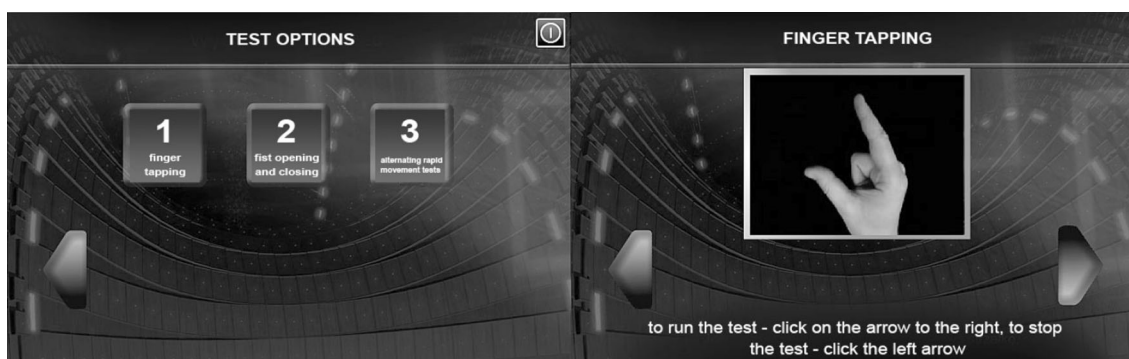 TEST OPTIONS
1
finger
tapping
2
fist opening
and closing
3
alternating rapid
movement tests
FINGER TAPPING
to run the test - click on the arrow to the right, to stop
the test - click the left arrow